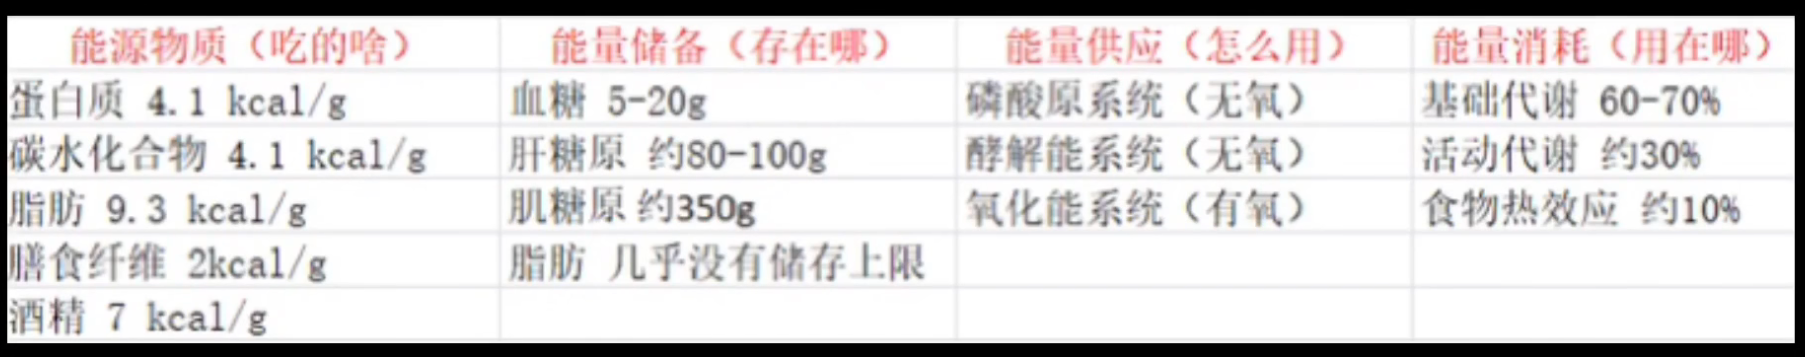 能源物质（吃的啥） 能量储备（存在哪） 能量供应（怎么用） 能量消耗（用在哪）
蛋白质 4.1 kcal/g 血糖 5-20g 磷酸原系统（无氧） 基础代谢 60-70%
碳水化合物 4.1 kcal/g 肝糖原 约80-100g 酵解能系统（无氧） 活动代谢 约30%
脂肪 9.3 kcal/g 肌糖原 约350g 氧化能系统（有氧） 食物热效应 约10%
膳食纤维 2kcal/g 脂肪 几乎没有储存上限
酒精 7 kcal/g